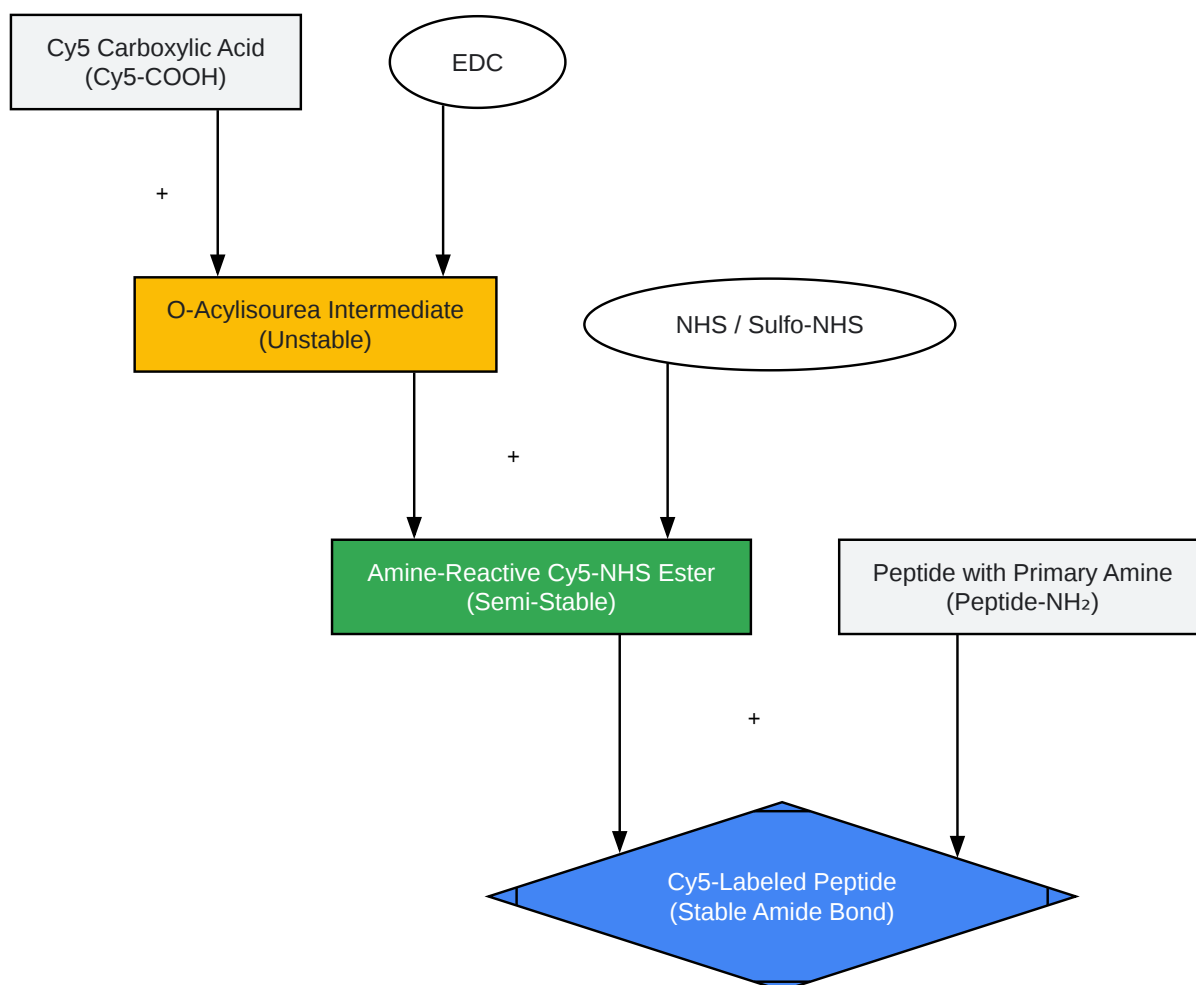 Cy5 Carboxylic Acid
(Cy5-COOH)
EDC
+
O-Acylisourea Intermediate
(Unstable)
NHS / Sulfo-NHS
+
Amine-Reactive Cy5-NHS Ester
(Semi-Stable)
Peptide with Primary Amine
(Peptide-NH₂)
+
Cy5-Labeled Peptide
(Stable Amide Bond)